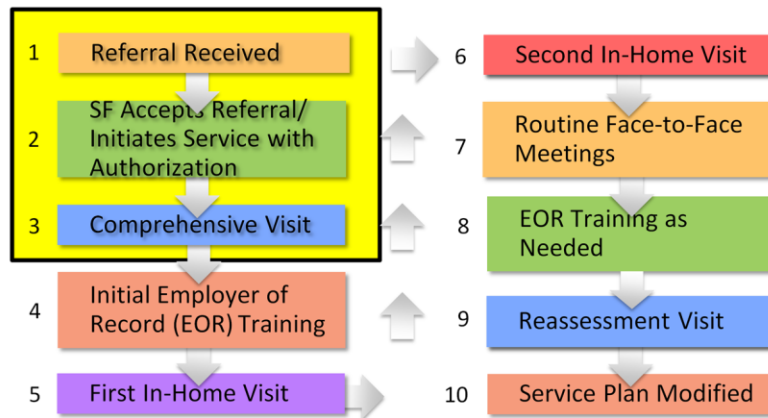 1 Referral Received
2 SF Accepts Referral/
Initiates Service with
Authorization
3 Comprehensive Visit
4 Initial Employer of
Record (EOR) Training
5 First In-Home Visit
6 Second In-Home Visit
7 Routine Face-to-Face
Meetings
8 EOR Training as
Needed
9 Reassessment Visit
10 Service Plan Modified